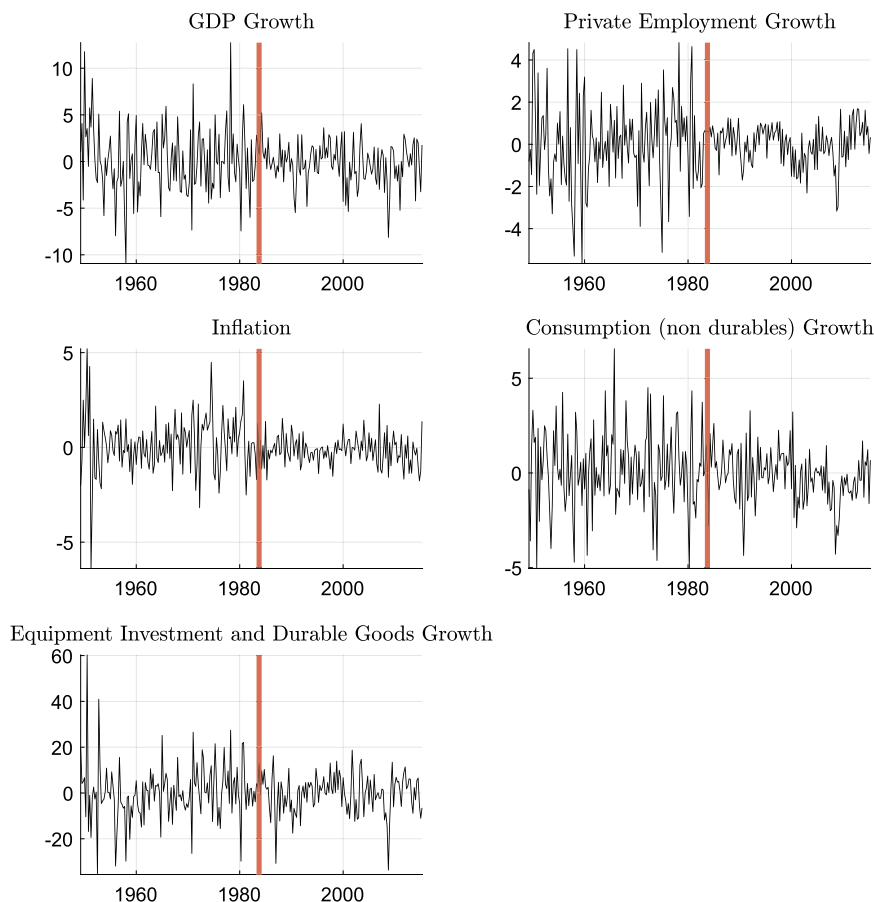 GDP Growth
10
5
0
-5
-10
1960 1980 2000
Private Employment Growth
4
2
0
-2
-4
1960 1980 2000
Inflation
5
0
-5
1960 1980 2000
Consumption (non durables) Growth
5
0
-5
1960 1980 2000
Equipment Investment and Durable Goods Growth
60
40
20
0
-20
1960 1980 2000